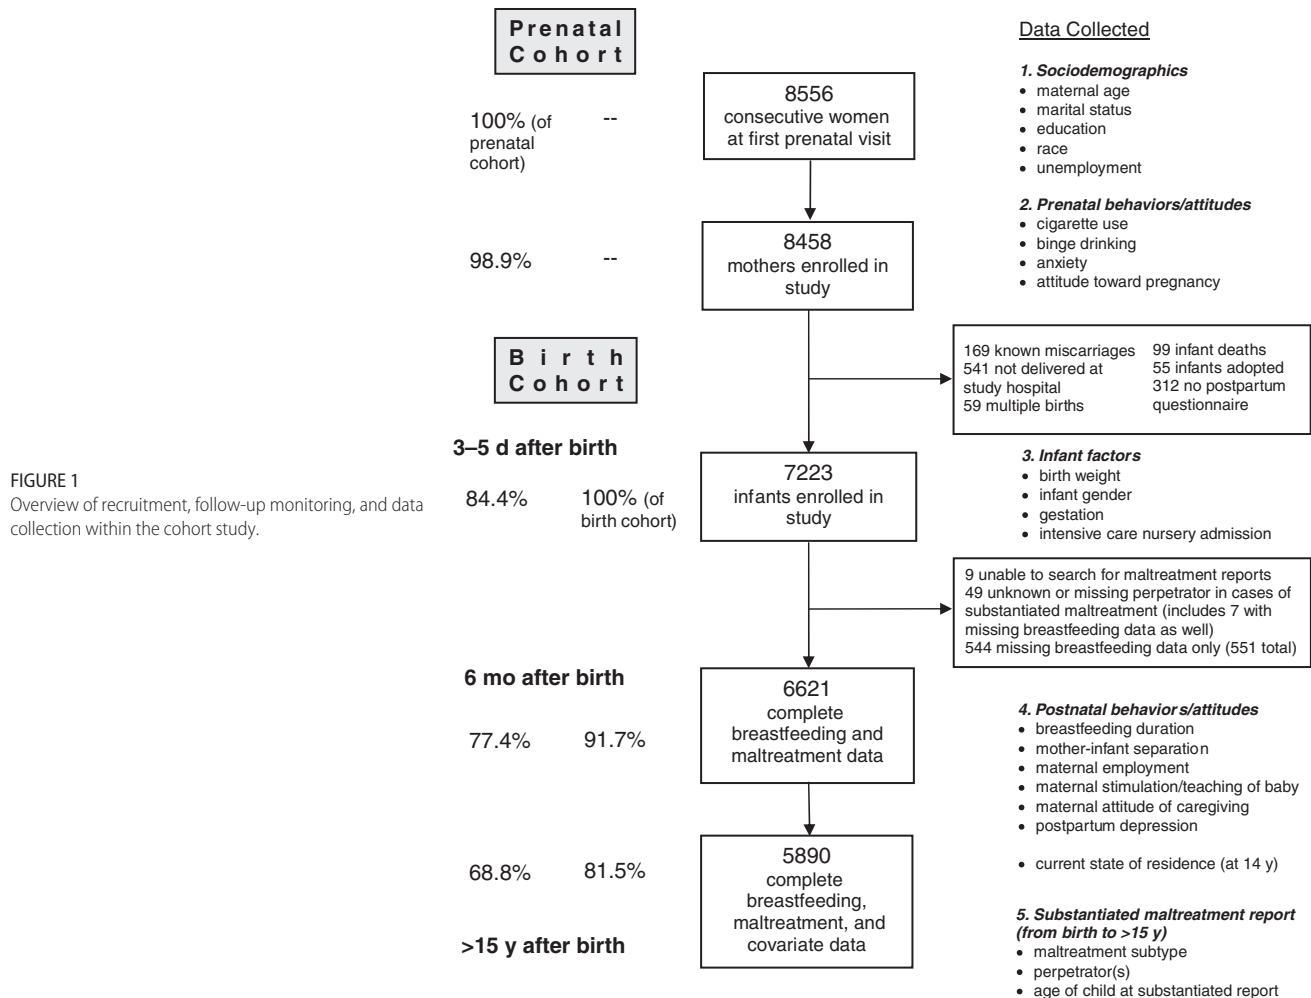 Prenatal
Cohort
100% (of
prenatal
cohort)
--
8556
consecutive women
at first prenatal visit
Data Collected
1. Sociodemographics
• maternal age
• marital status
• education
• race
• unemployment
98.9%
--
8458
mothers enrolled in
study
2. Prenatal behaviors/attitudes
• cigarette use
• binge drinking
• anxiety
• attitude toward pregnancy
169 known miscarriages
541 not delivered at
study hospital
59 multiple births
99 infant deaths
55 infants adopted
312 no postpartum
questionnaire
Birth
Cohort
3–5 d after birth
84.4%
100% (of
birth cohort)
7223
infants enrolled in
study
3. Infant factors
• birth weight
• infant gender
• gestation
• intensive care nursery admission
FIGURE 1
Overview of recruitment, follow-up monitoring, and data
collection within the cohort study.
9 unable to search for maltreatment reports
49 unknown or missing perpetrator in cases of
substantiated maltreatment (includes 7 with
missing breastfeeding data as well)
544 missing breastfeeding data only (551 total)
6 mo after birth
77.4%
91.7%
6621
complete
breastfeeding and
maltreatment data
4. Postnatal behaviors/attitudes
• breastfeeding duration
• mother-infant separation
• maternal employment
• maternal stimulation/teaching of baby
• maternal attitude of caregiving
• postpartum depression
• current state of residence (at 14 y)
68.8%
81.5%
>15 y after birth
5890
complete
breastfeeding,
maltreatment, and
covariate data
5. Substantiated maltreatment report
(from birth to >15 y)
• maltreatment subtype
• perpetrator(s)
• age of child at substantiated report